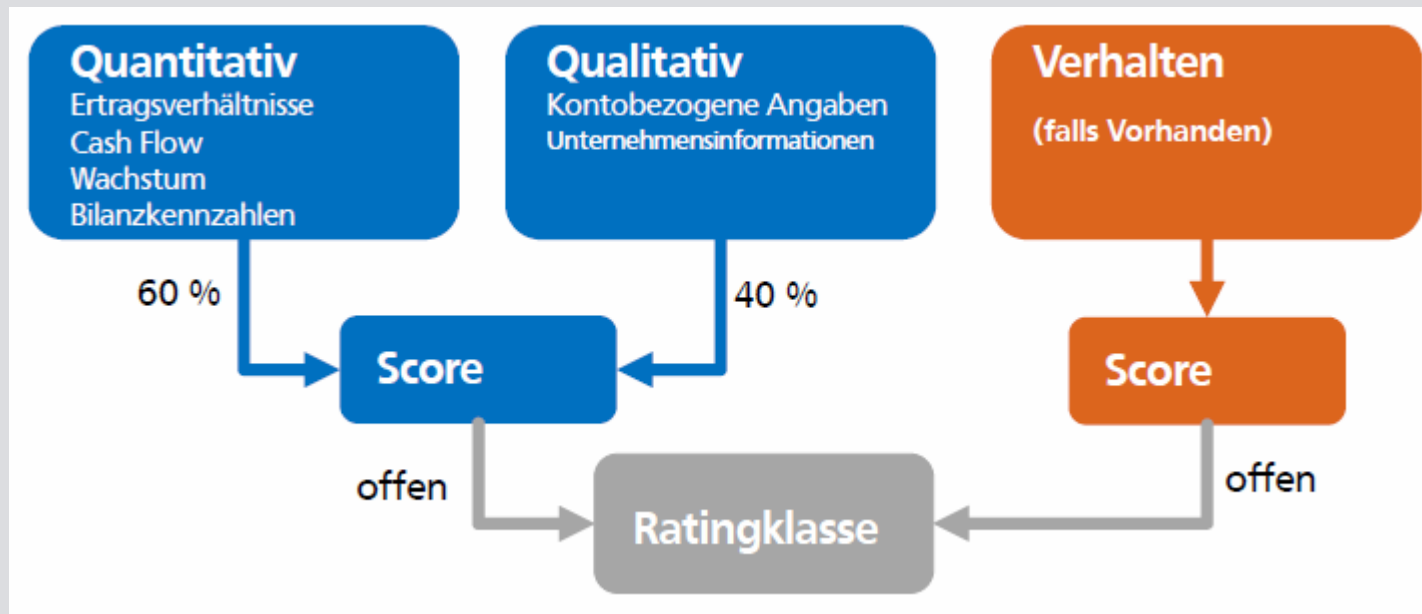 Quantitativ
Ertragsverhältnisse
Cash Flow
Wachstum
Bilanzkennzahlen
Qualitativ
Kontobezogene Angaben
Unternehmensinformationen
Verhalten
(falls Vorhanden)
60 %
40 %
Score
Score
offen
offen
Ratingklasse